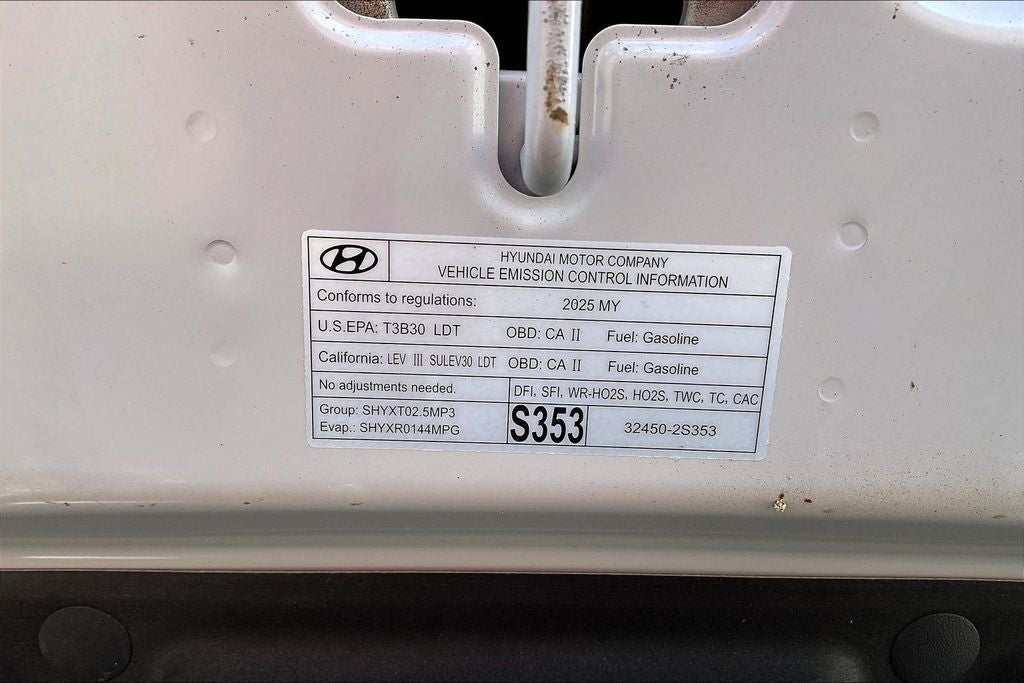 HYUNDAI MOTOR COMPANY
VEHICLE EMISSION CONTROL INFORMATION
Conforms to regulations: 2025 MY
U.S.EPA: T3B30 LDT OBD: CA II Fuel: Gasoline
California: LEV III SULEV30 LDT OBD: CA II Fuel: Gasoline
No adjustments needed. DFI, SFI, WR-HO2S, HO2S, TWC, TC, CAC
Group: SHYXT02.5MP3
Evap.: SHYXR0144MPG
S353 32450-2S353